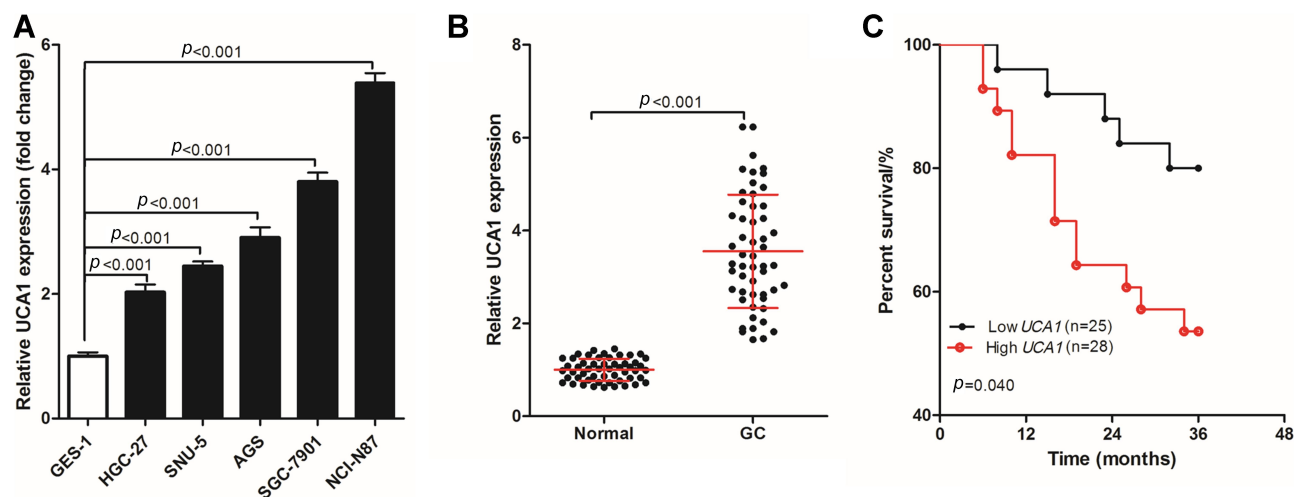 A
Relative UCA1 expression (fold change)
6
4
2
0
p<0.001
p<0.001
p<0.001
p<0.001
p<0.001
GES-1
HGC-27
SNU-5
AGS
SGC-7901
NCI-N87
B
Relative UCA1 expression
8
6
4
2
0
p<0.001
Normal
GC
C
Percent survival/%
100
80
60
40
Low UCA1 (n=25)
High UCA1 (n=28)
p=0.040
0
12
24
36
48
Time (months)